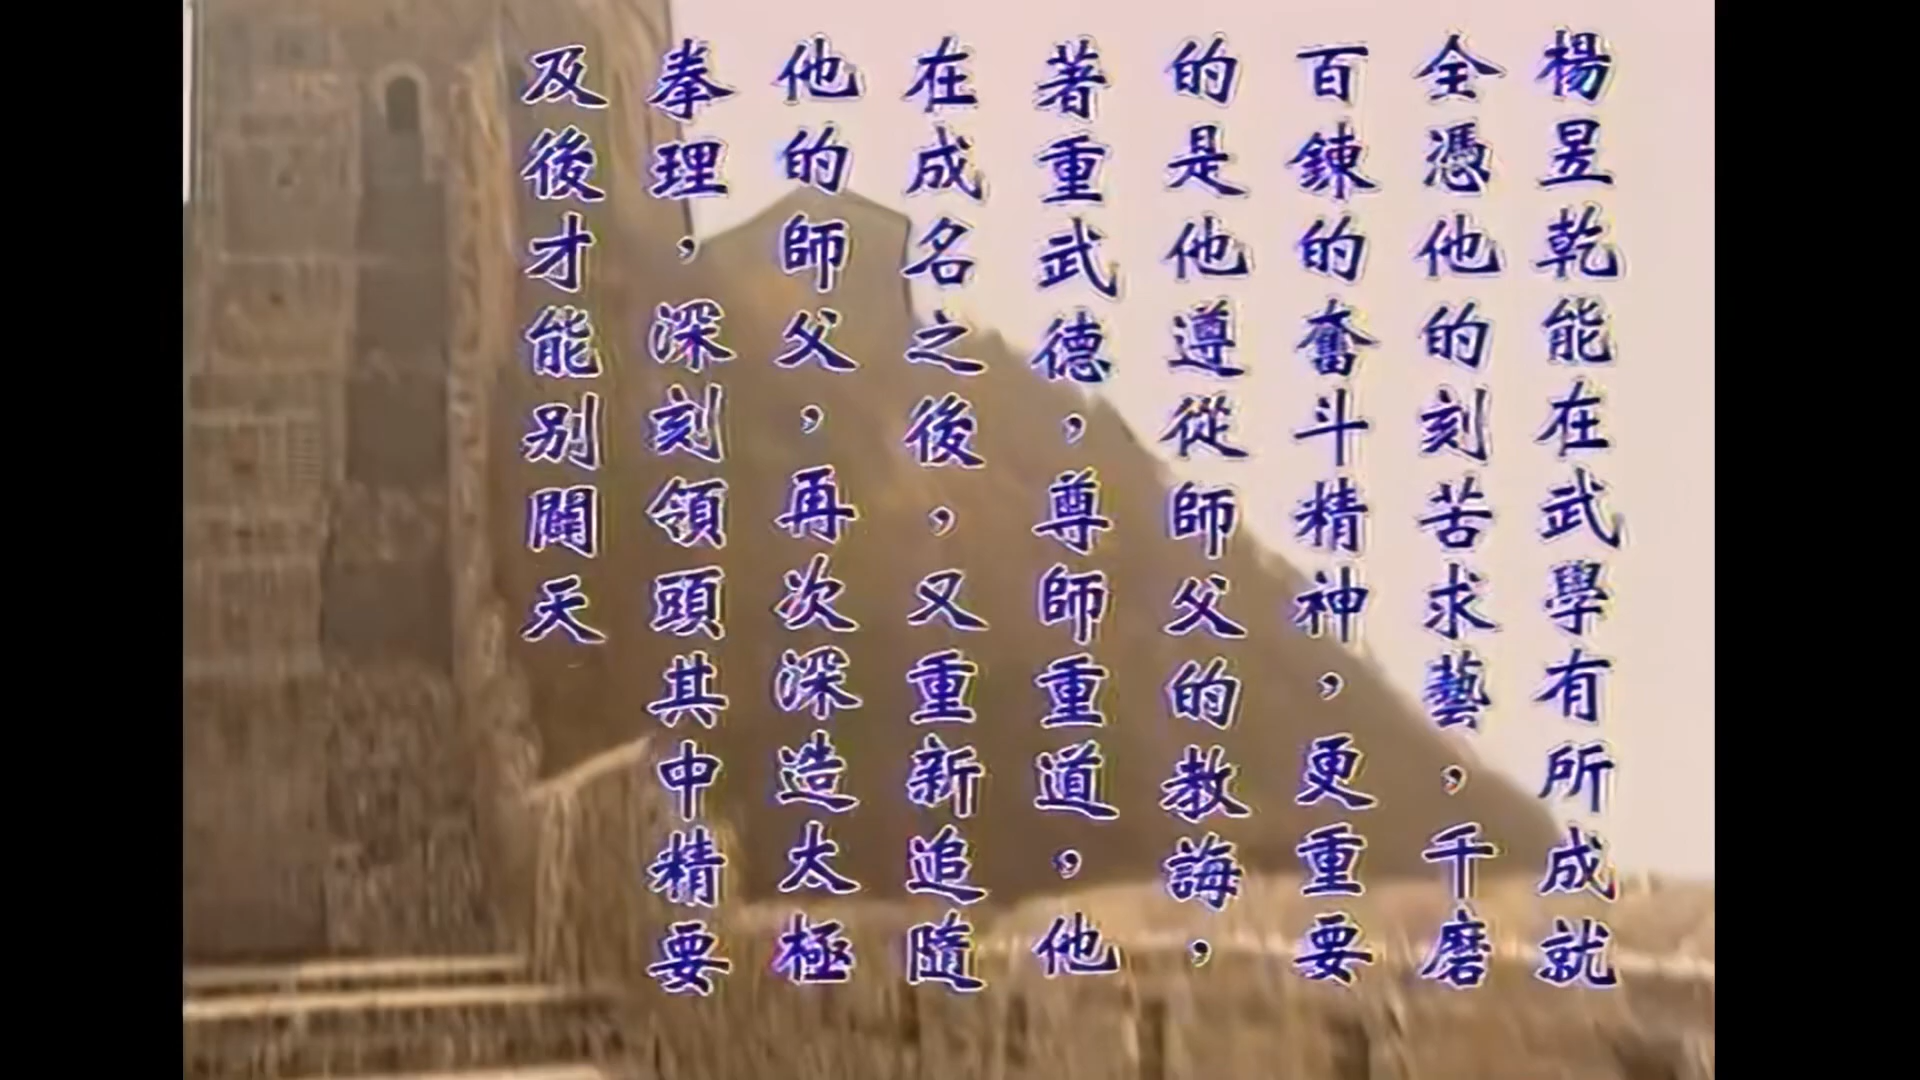 楊昱乾能在武學有所成就
全憑他的刻苦求藝，千磨
百鍊的奮斗精神，更重要
的是他遵從師父的教誨，
著重武德，尊師重道。他
在成名之後，又重新追隨
他的師父，再次深造太極
拳理，深刻領頭其中精要
及後才能别闢天